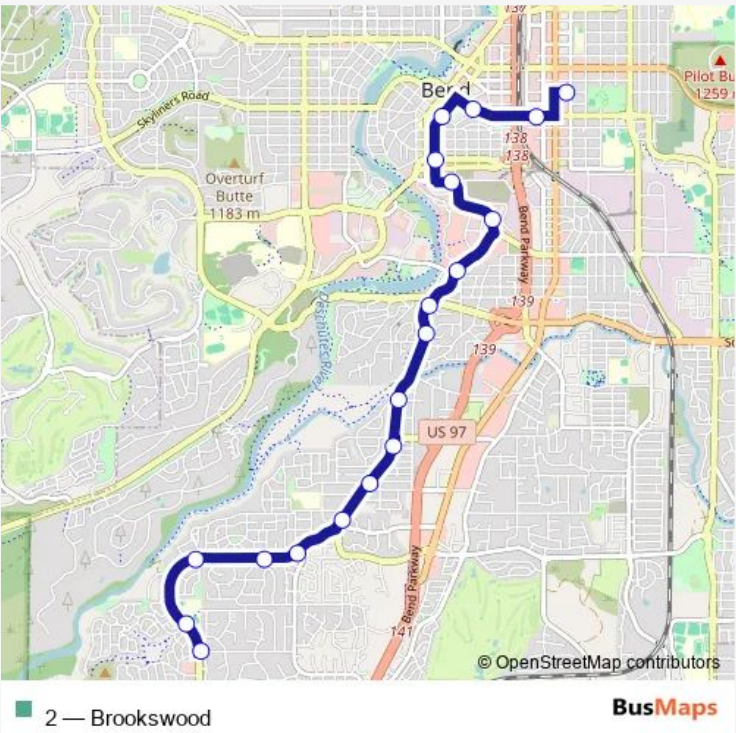 137
Bend
Pilot Bu
1259 m
Skyliners Road
138
138
Overturf
Butte
1183 m
Bend Parkway
139
Deschutes River
139
US 97
Bend Parkway
141
© OpenStreetMap contributors
2 — Brookswood
BusMaps